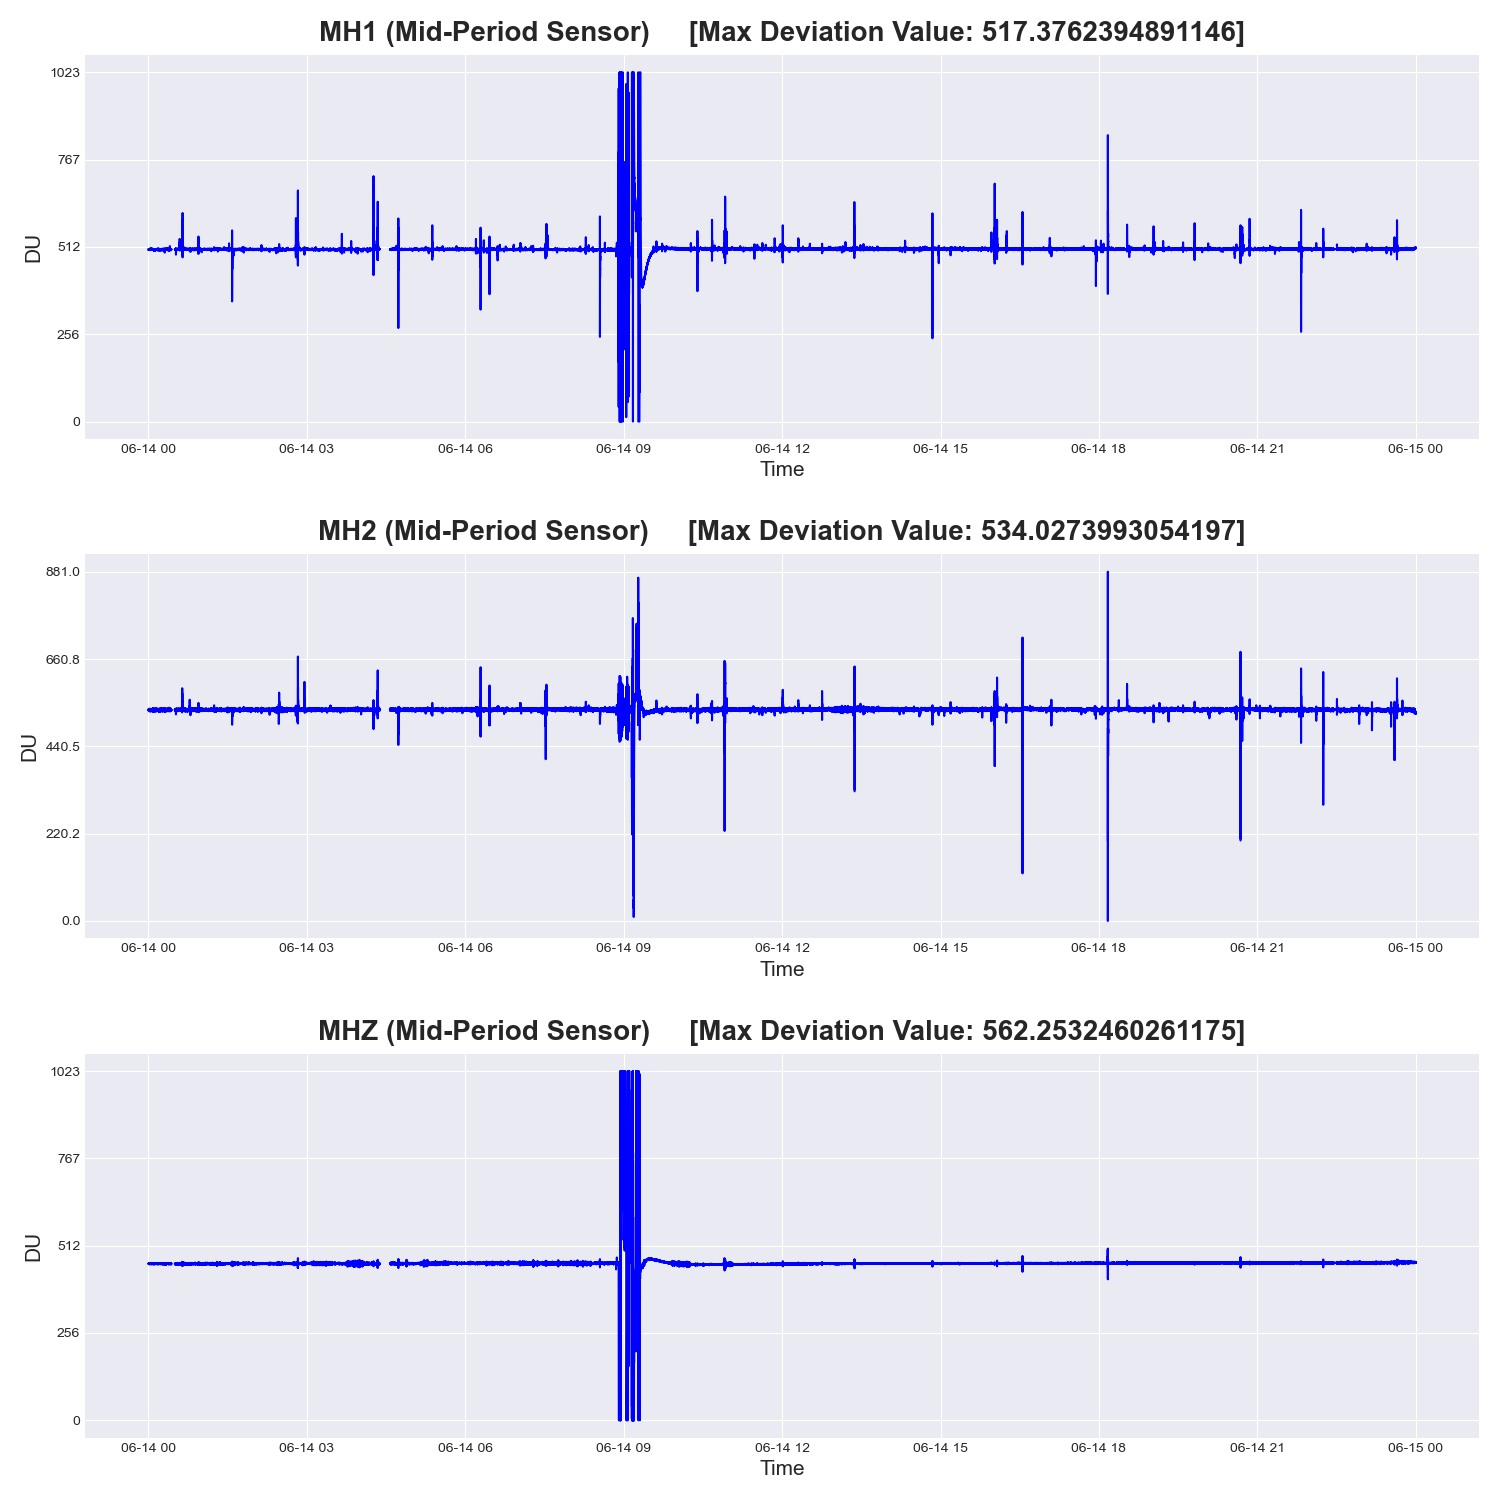 MH1 (Mid-Period Sensor) [Max Deviation Value: 517.3762394891146]
1023
767
512
256
0
DU
06-14 00 06-14 03 06-14 06 06-14 09 06-14 12 06-14 15 06-14 18 06-14 21 06-15 00
Time
MH2 (Mid-Period Sensor) [Max Deviation Value: 534.0273993054197]
881.0
660.8
440.5
220.2
0.0
DU
06-14 00 06-14 03 06-14 06 06-14 09 06-14 12 06-14 15 06-14 18 06-14 21 06-15 00
Time
MHZ (Mid-Period Sensor) [Max Deviation Value: 562.2532460261175]
1023
767
512
256
0
DU
06-14 00 06-14 03 06-14 06 06-14 09 06-14 12 06-14 15 06-14 18 06-14 21 06-15 00
Time